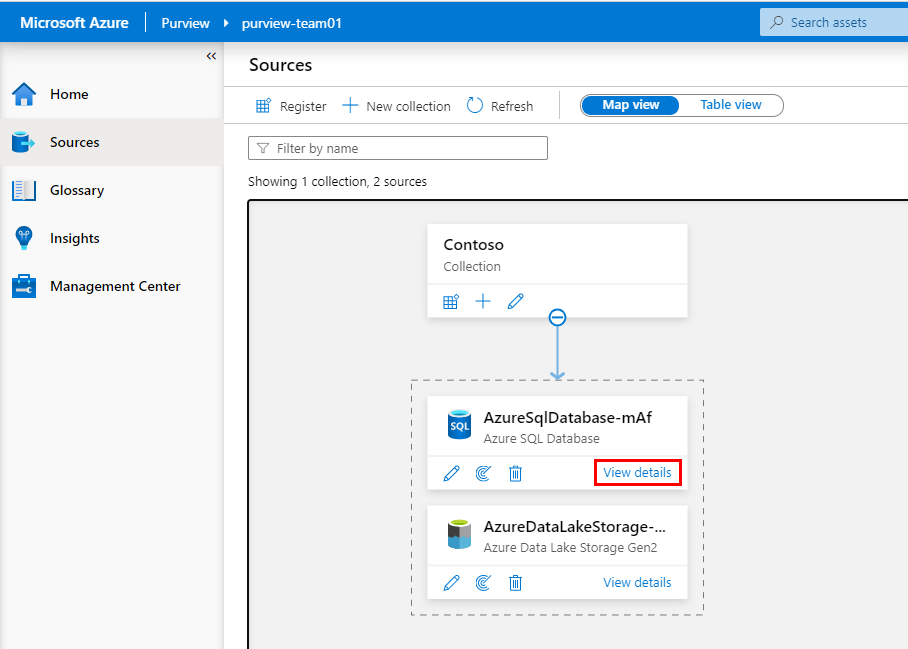 Microsoft Azure Purview purview-team01 Search assets
Sources
Home
Sources
Glossary
Insights
Management Center
Register New collection Refresh Map view Table view
Filter by name
Showing 1 collection, 2 sources
Contoso
Collection
SQL
AzureSqlDatabase-mAf
Azure SQL Database
View details
AzureDataLakeStorage-...
Azure Data Lake Storage Gen2
View details